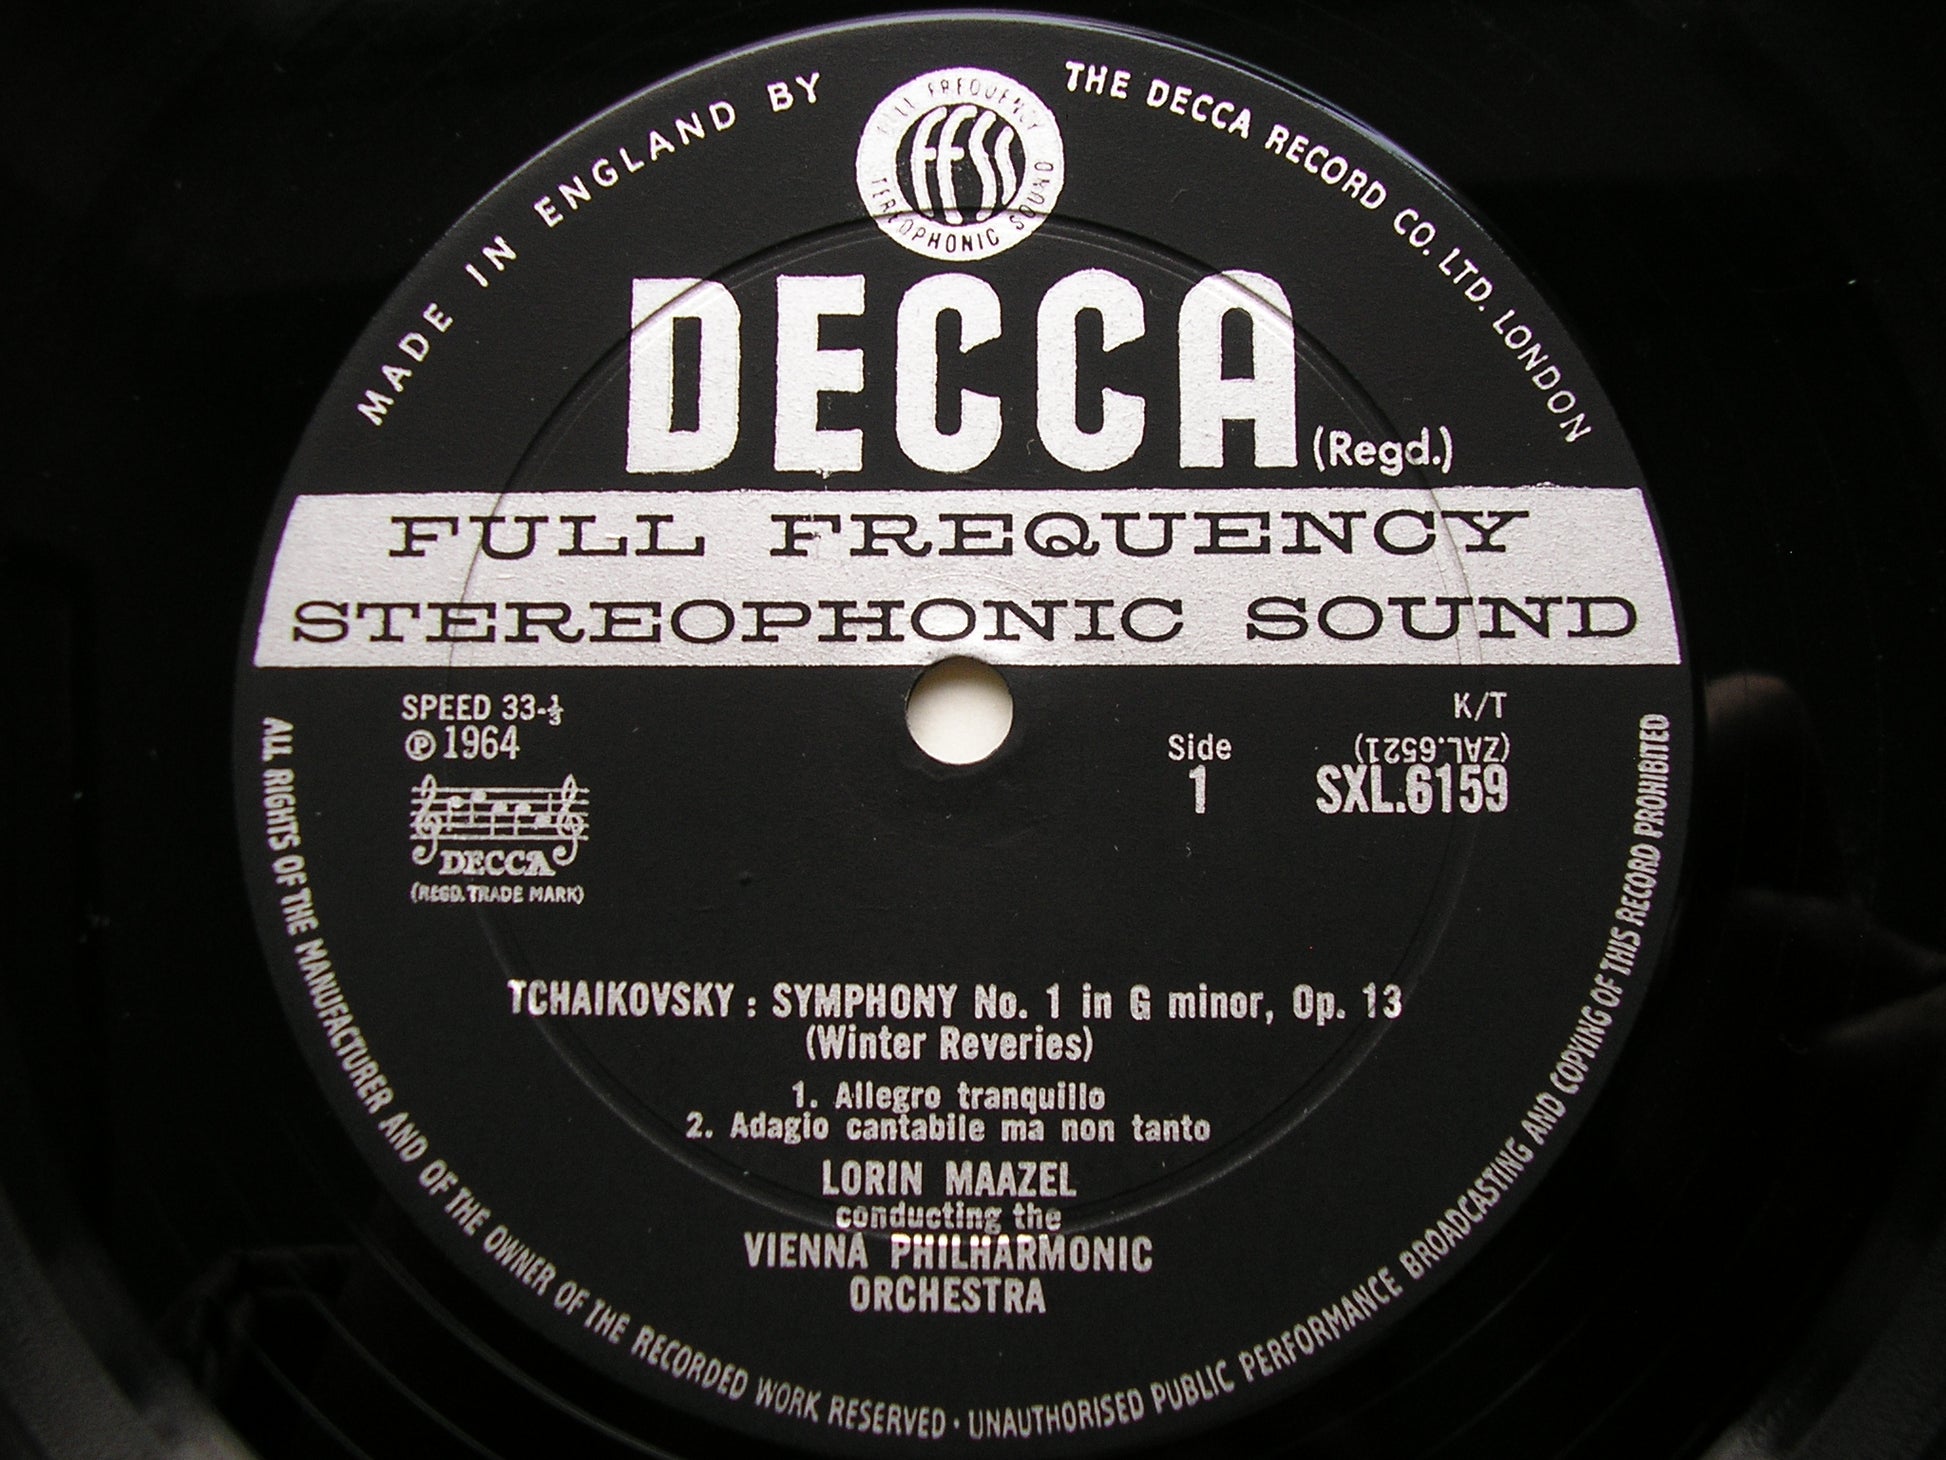 MADE IN ENGLAND BY
THE DECCA RECORD CO. LTD. LONDON
FULL FREQUENCY
FFSS
STEREOPHONIC SOUND
DECCA (Regd.)
FULL FREQUENCY
STEREOPHONIC SOUND
SPEED 33-⅓
℗ 1964
DECCA
(REGD. TRADE MARK)
K/T
Side
1
(ZAL.6521)
SXL.6159
TCHAIKOVSKY : SYMPHONY No. 1 in G minor, Op. 13
(Winter Reveries)
1. Allegro tranquillo
2. Adagio cantabile ma non tanto
LORIN MAAZEL
conducting the
VIENNA PHILHARMONIC
ORCHESTRA
ALL RIGHTS OF THE MANUFACTURER AND OF THE OWNER OF THE RECORDED WORK RESERVED · UNAUTHORISED PUBLIC PERFORMANCE BROADCASTING AND COPYING OF THIS RECORD PROHIBITED